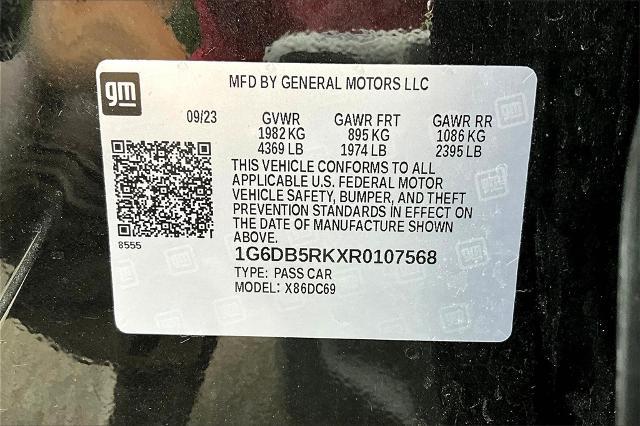 gm
MFD BY GENERAL MOTORS LLC
09/23 GVWR GAWR FRT GAWR RR
1982 KG 895 KG 1086 KG
4369 LB 1974 LB 2395 LB
THIS VEHICLE CONFORMS TO ALL
APPLICABLE U.S. FEDERAL MOTOR
VEHICLE SAFETY, BUMPER, AND THEFT
PREVENTION STANDARDS IN EFFECT ON
THE DATE OF MANUFACTURE SHOWN
ABOVE.
8555
1G6DB5RKXR0107568
TYPE: PASS CAR
MODEL: X86DC69